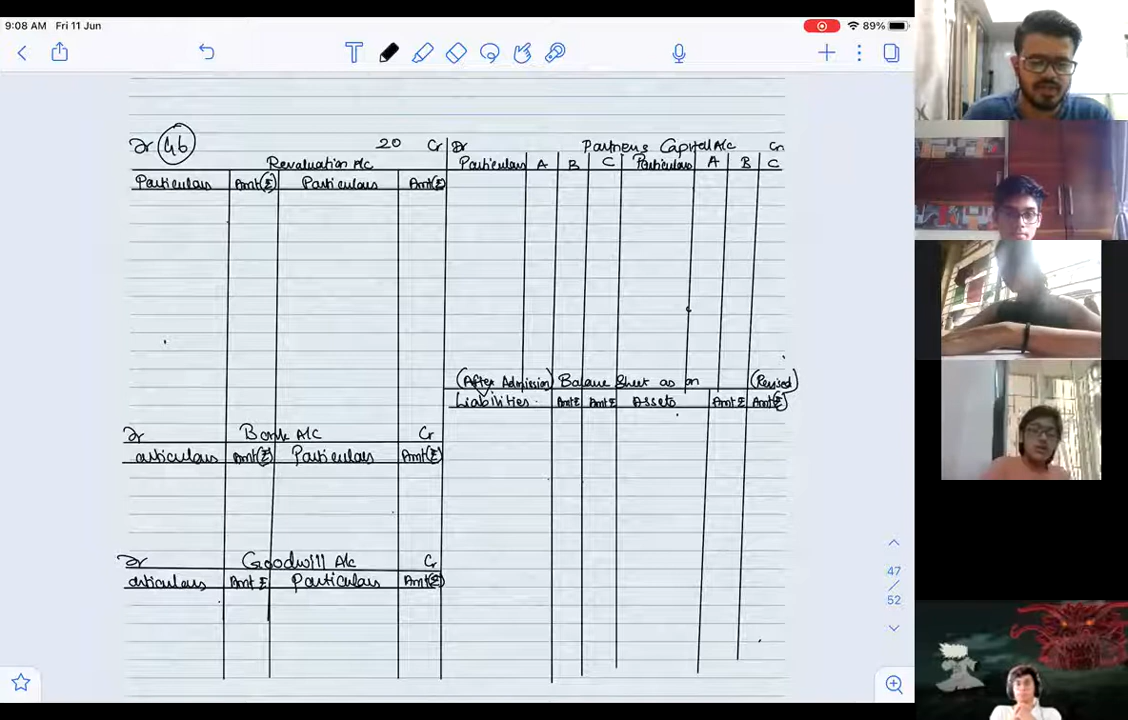 9:08 AM Fri 11 Jun
89%
T
Dr 46 20 Cr
Revaluation A/c
Particulars Amt(₹) Particulars Amt(₹)
Dr Partners Capital A/c Cr
Particulars A B C Particulars A B C
(After Admission) Balance Sheet as on (Revised)
Liabilities. Amt ₹ Amt ₹ Assets Amt ₹ Amt(₹)
Dr Bank A/c Cr
articulars Amt(₹) Particulars Amt(₹)
Dr Goodwill A/c Cr
articulars Amt ₹ Particulars Amt(₹)
47
/
52